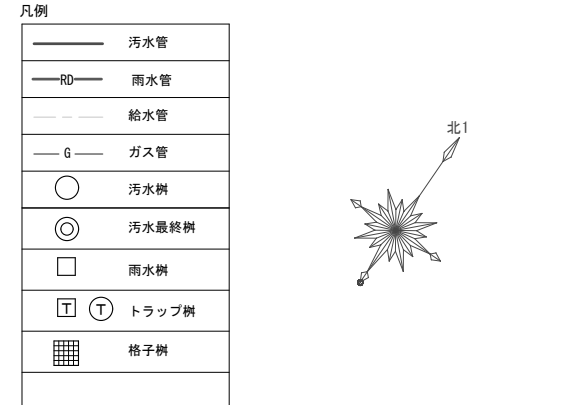 凡例
汚水管
RD 雨水管
給水管
G ガス管
汚水桝
汚水最終桝
雨水桝
T T トラップ桝
格子桝
北1